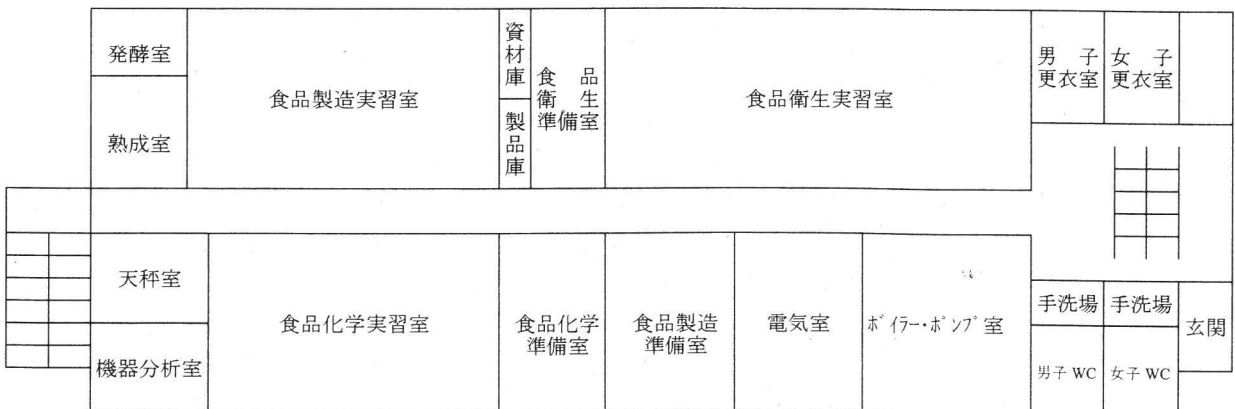 発酵室
熟成室
食品製造実習室
資材庫
製品庫
食品
衛生
準備室
食品衛生実習室
男子
更衣室
女子
更衣室
天秤室
機器分析室
食品化学実習室
食品化学
準備室
食品製造
準備室
電気室
ボイラー・ポンプ室
手洗場
手洗場
玄関
男子 WC
女子 WC